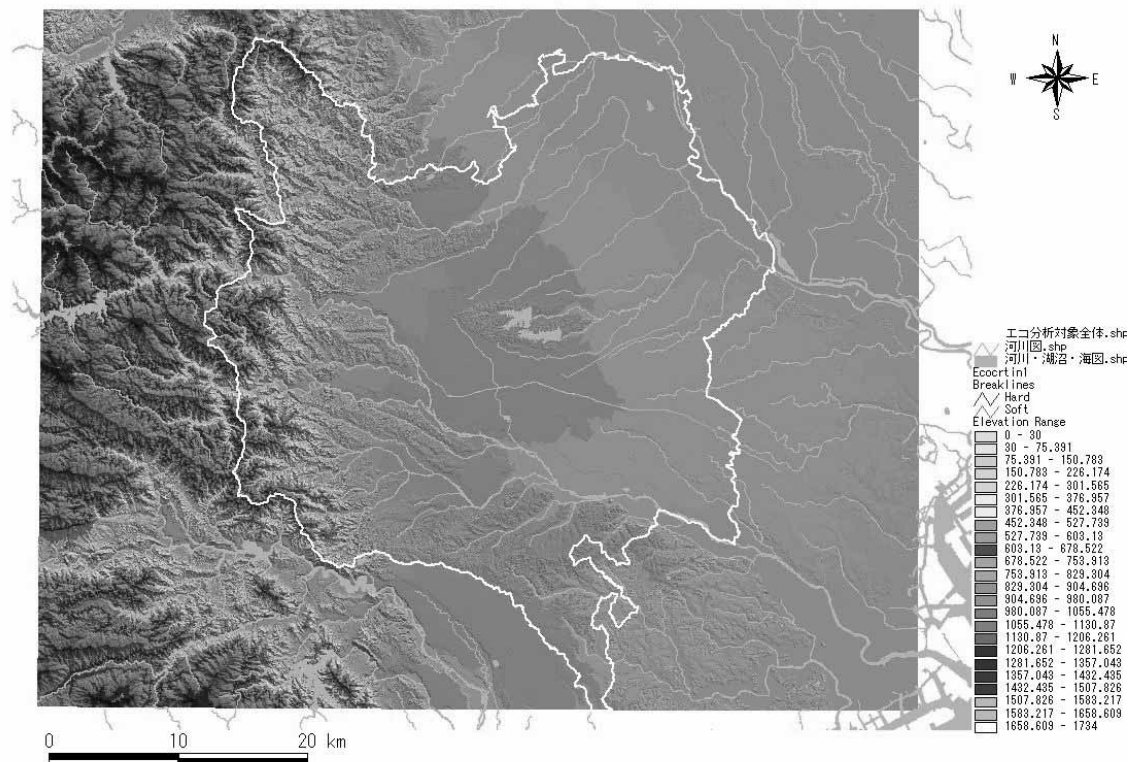 N
W E
S
エコ分析対象全体.shp
河川図.shp
河川・湖沼・海図.shp
Ecocrtin1
Breaklines
Hard
Soft
Elevation Range
0 - 30
30 - 75.391
75.391 - 150.783
150.783 - 226.174
226.174 - 301.565
301.565 - 376.957
376.957 - 452.348
452.348 - 527.739
527.739 - 603.13
603.13 - 678.522
678.522 - 753.913
753.913 - 829.304
829.304 - 904.696
904.696 - 980.087
980.087 - 1055.478
1055.478 - 1130.87
1130.87 - 1206.261
1206.261 - 1281.652
1281.652 - 1357.043
1357.043 - 1432.435
1432.435 - 1507.826
1507.826 - 1583.217
1583.217 - 1658.609
1658.609 - 1734
0 10 20 km